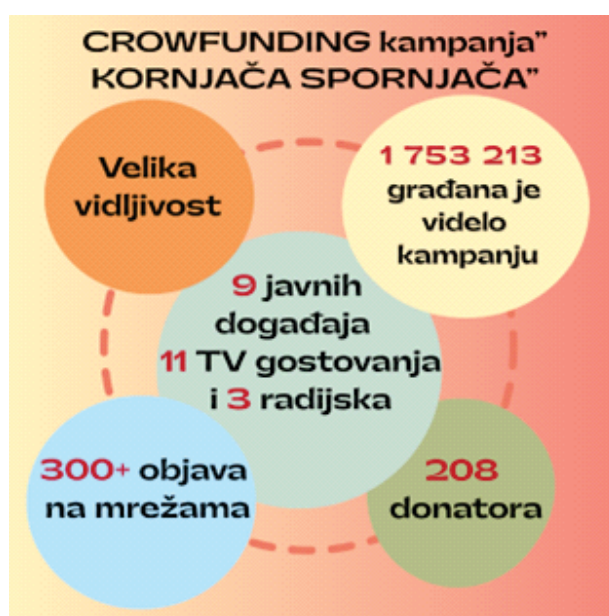 CROWFUNDING kampanja”
KORNJAČA SPORNJAČA”
Velika
vidljivost
1 753 213
građana je
videlo
kampanju
9 javnih
događaja
11 TV gostovanja
i 3 radijska
300+ objava
na mrežama
208
donatora